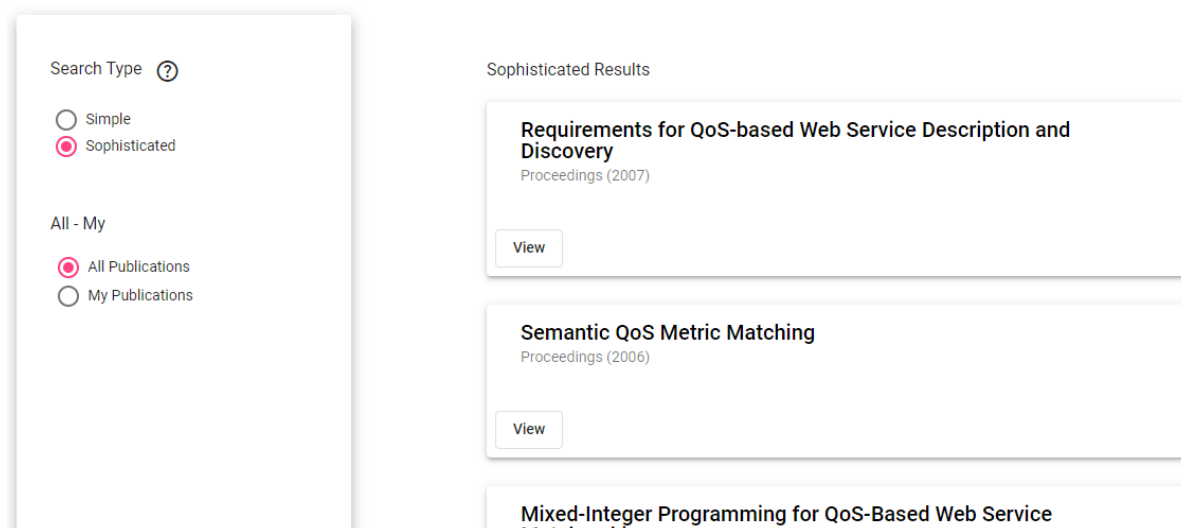 Search Type ?
Simple
Sophisticated
All - My
All Publications
My Publications
Sophisticated Results
Requirements for QoS-based Web Service Description and
Discovery
Proceedings (2007)
View
Semantic QoS Metric Matching
Proceedings (2006)
View
Mixed-Integer Programming for QoS-Based Web Service